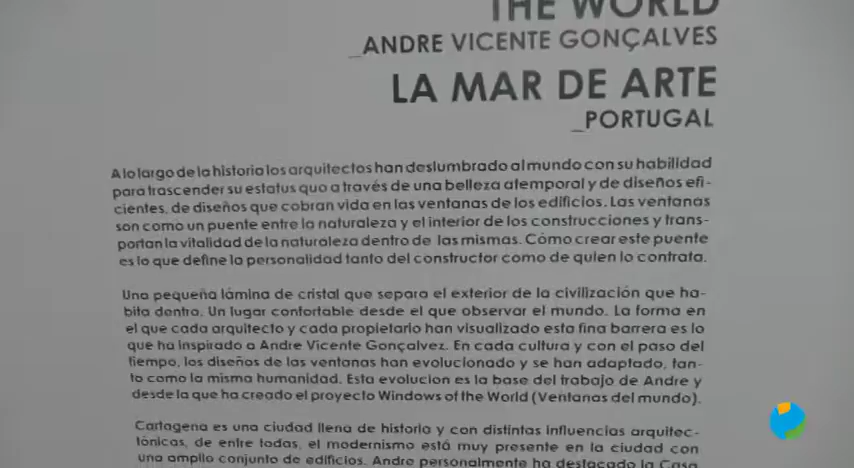 THE WORLD
_ANDRE VICENTE GONÇALVES
LA MAR DE ARTE
_PORTUGAL
A lo largo de la historia los arquitectos han deslumbrado al mundo con su habilidad
para trascender su estatus quo a través de una belleza atemporal y de diseños efi-
cientes, de diseños que cobran vida en las ventanas de los edificios. Las ventanas
son como un puente entre la naturaleza y el interior de los construcciones y trans-
portan la vitalidad de la naturaleza dentro de las mismas. Cómo crear este puente
es lo que define la personalidad tanto del constructor como de quien lo contrata.
Una pequeña lámina de cristal que separa el exterior de la civilización que ha-
bita dentro. Un lugar confortable desde el que observar el mundo. La forma en
el que cada arquitecto y cada propietario han visualizado esta fina barrera es lo
que ha inspirado a Andre Vicente Gonçalvez. En cada cultura y con el paso del
tiempo, los diseños de las ventanas han evolucionado y se han adaptado, tan-
to como la misma humanidad. Esta evolucion es la base del trabajo de Andre y
desde la que ha creado el proyecto Windows of the World (Ventanas del mundo).
Cartagena es una ciudad llena de historia y con distintas influencias arquitec-
tónicas, de entre todas, el modernismo está muy presente en la ciudad con
una amplio conjunto de edificios. Andre personalmente ha destacado la Casa